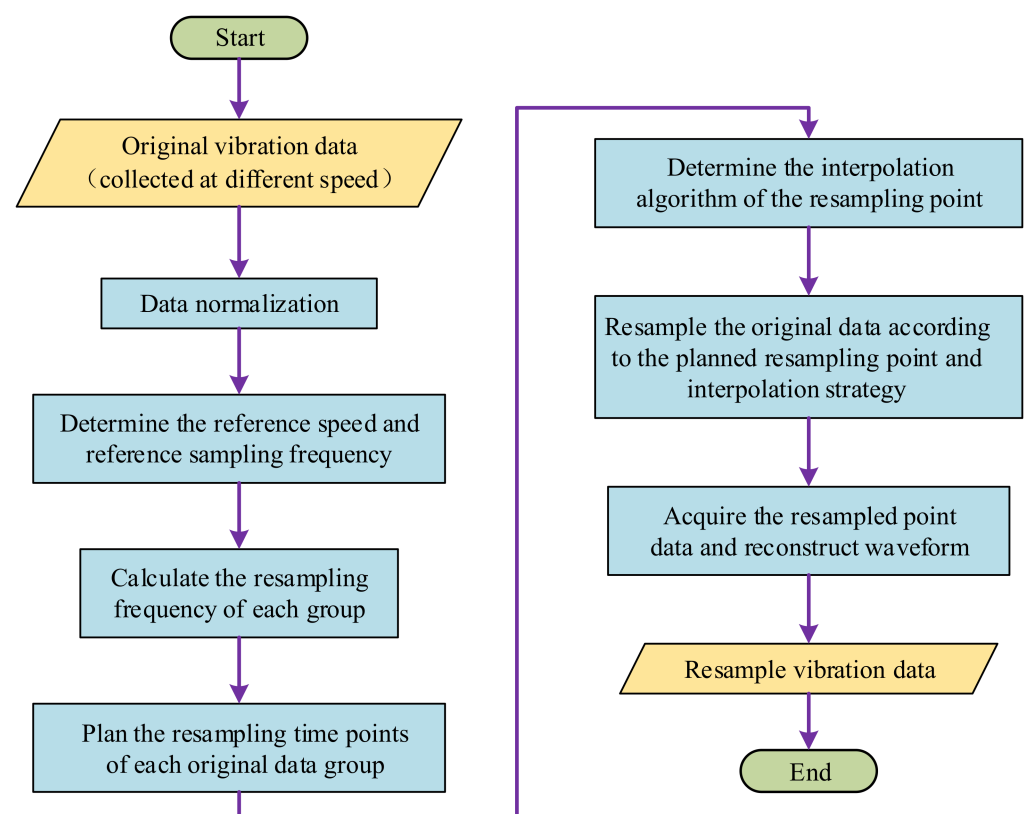 Start
Original vibration data
（collected at different speed）
Data normalization
Determine the reference speed and
reference sampling frequency
Calculate the resampling
frequency of each group
Plan the resampling time points
of each original data group
Determine the interpolation
algorithm of the resampling point
Resample the original data according
to the planned resampling point and
interpolation strategy
Acquire the resampled point
data and reconstruct waveform
Resample vibration data
End